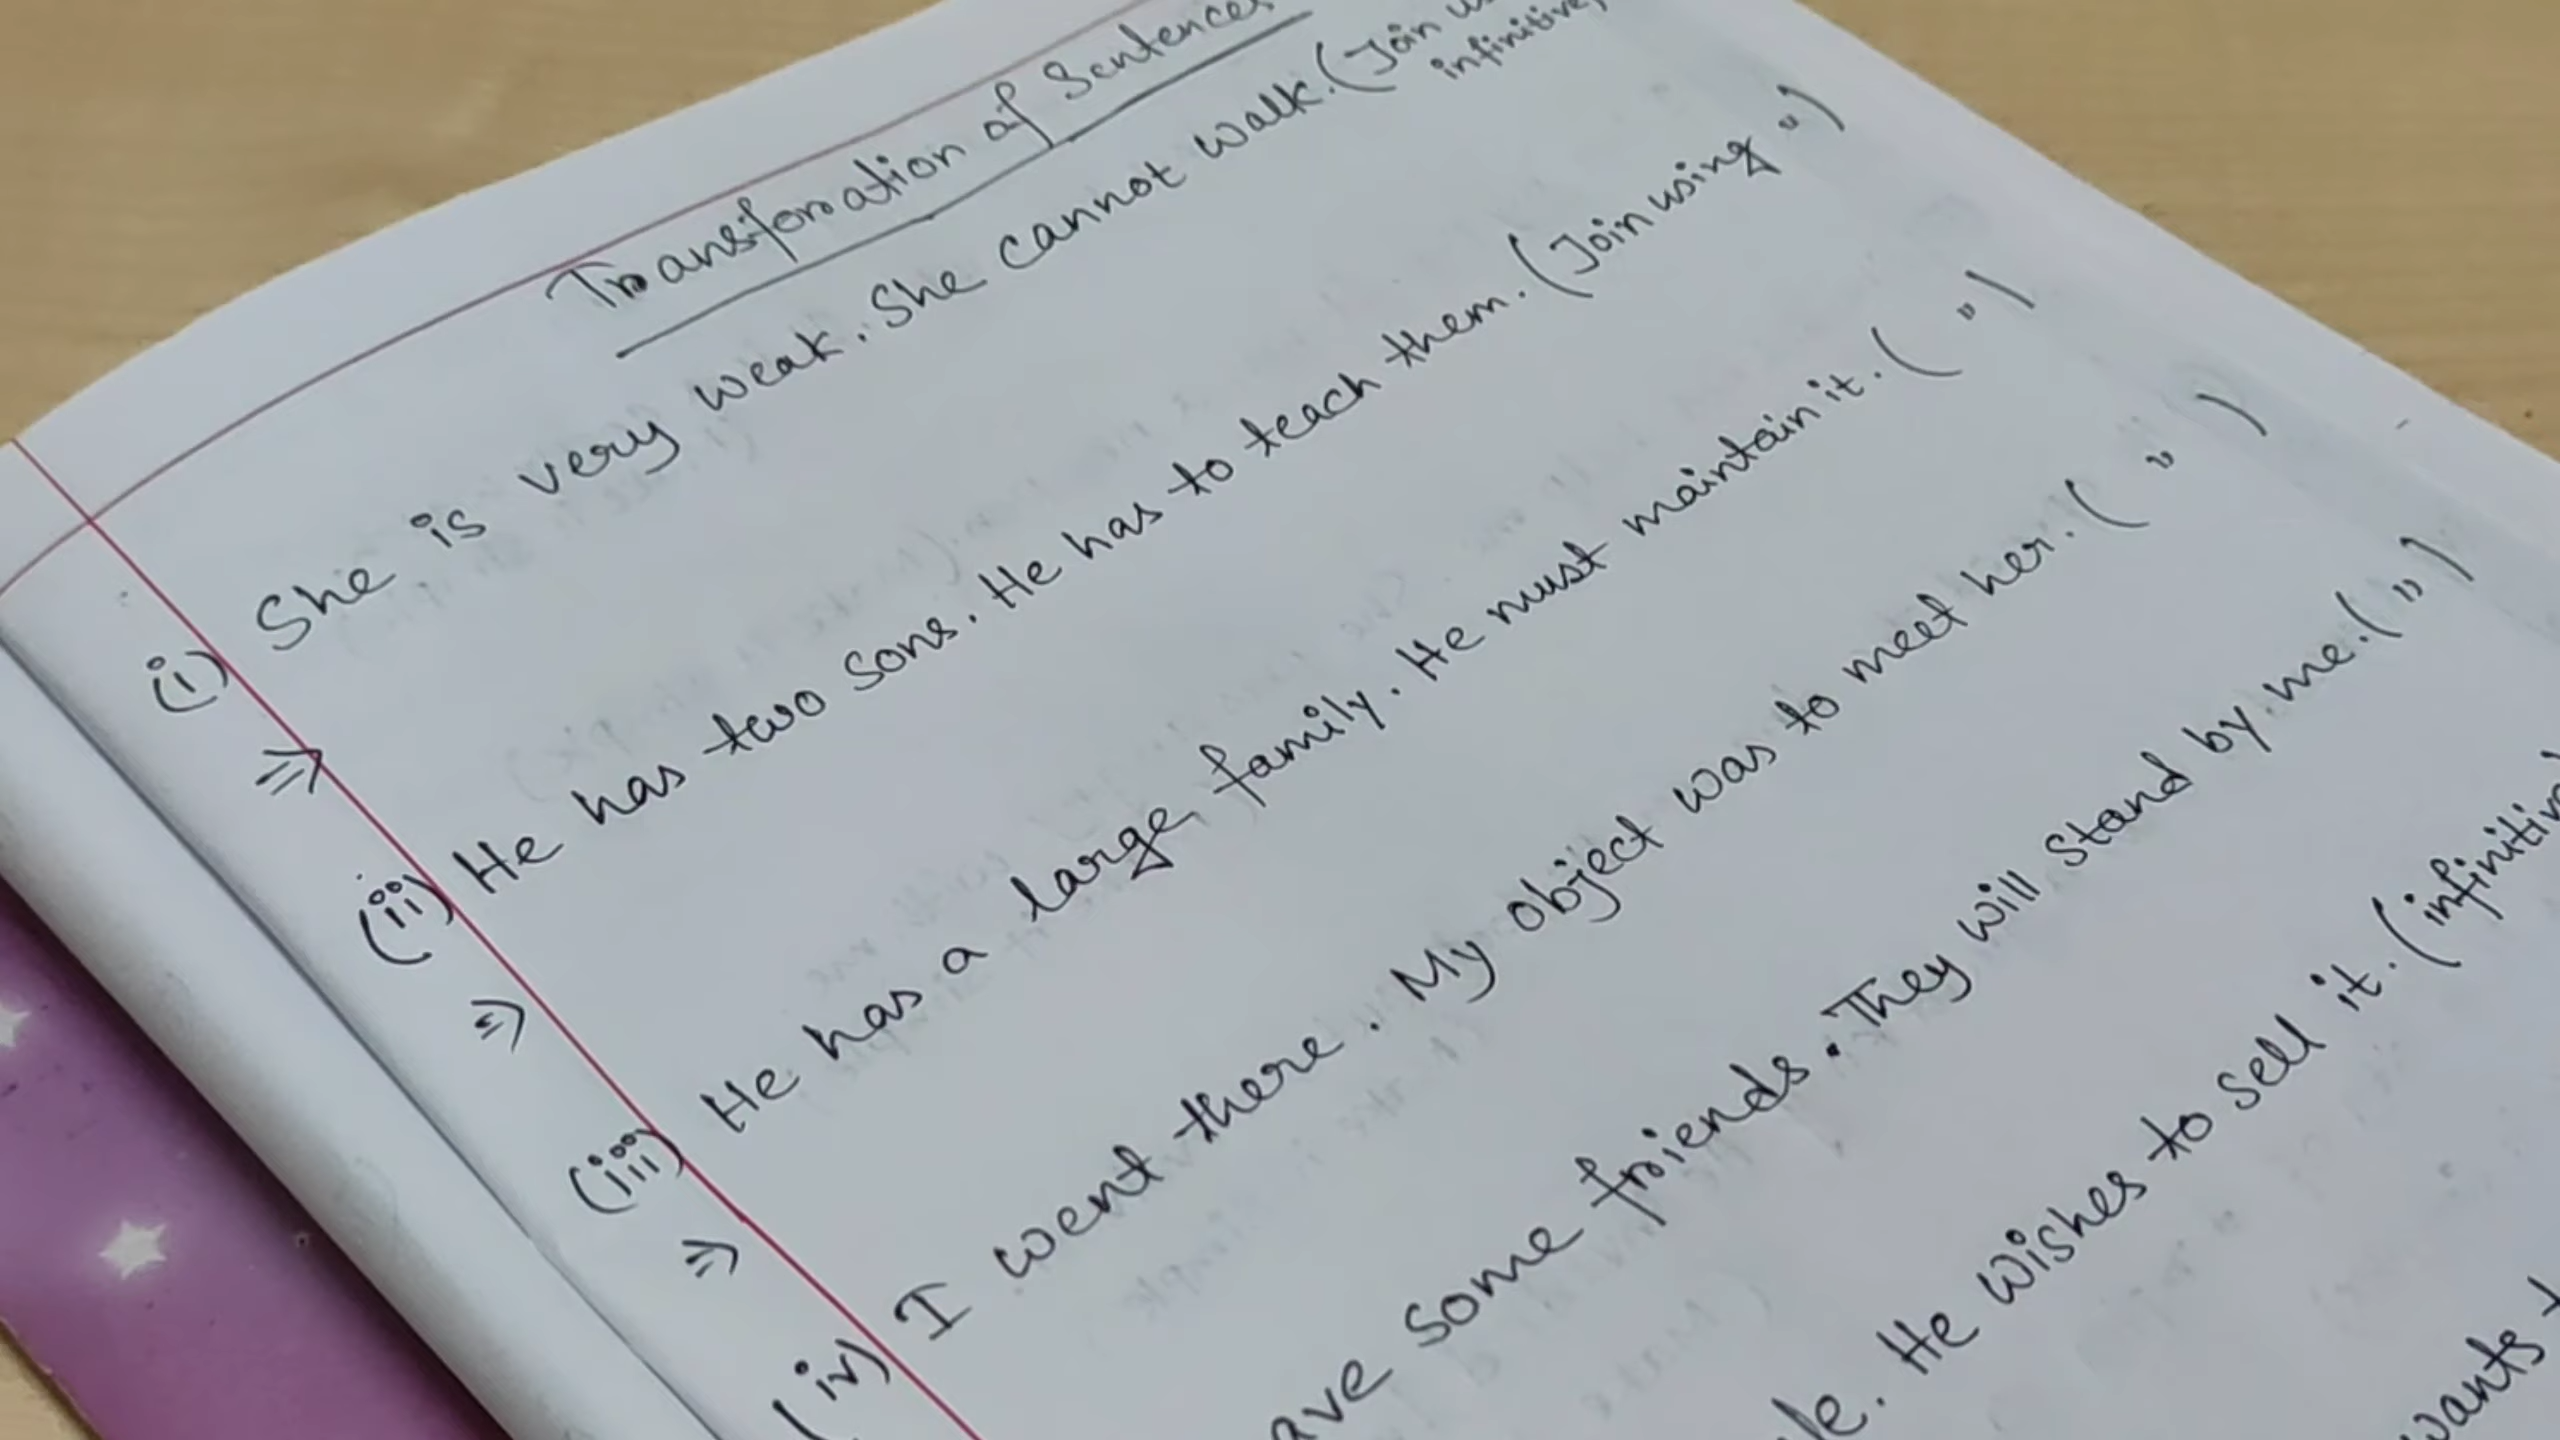 Transformation of Sentences
(i) She is very weak. She cannot walk. (Join
infinitive)
⇒
(ii) He has two sons. He has to teach them. (Join using ")
⇒
(iii) He has a large family. He must maintain it. ( " )
⇒
(iv) I went there. My object was to meet her. ( " )
some friends. They will stand by me. ( " )
He wishes to sell it. (infinitive
wants